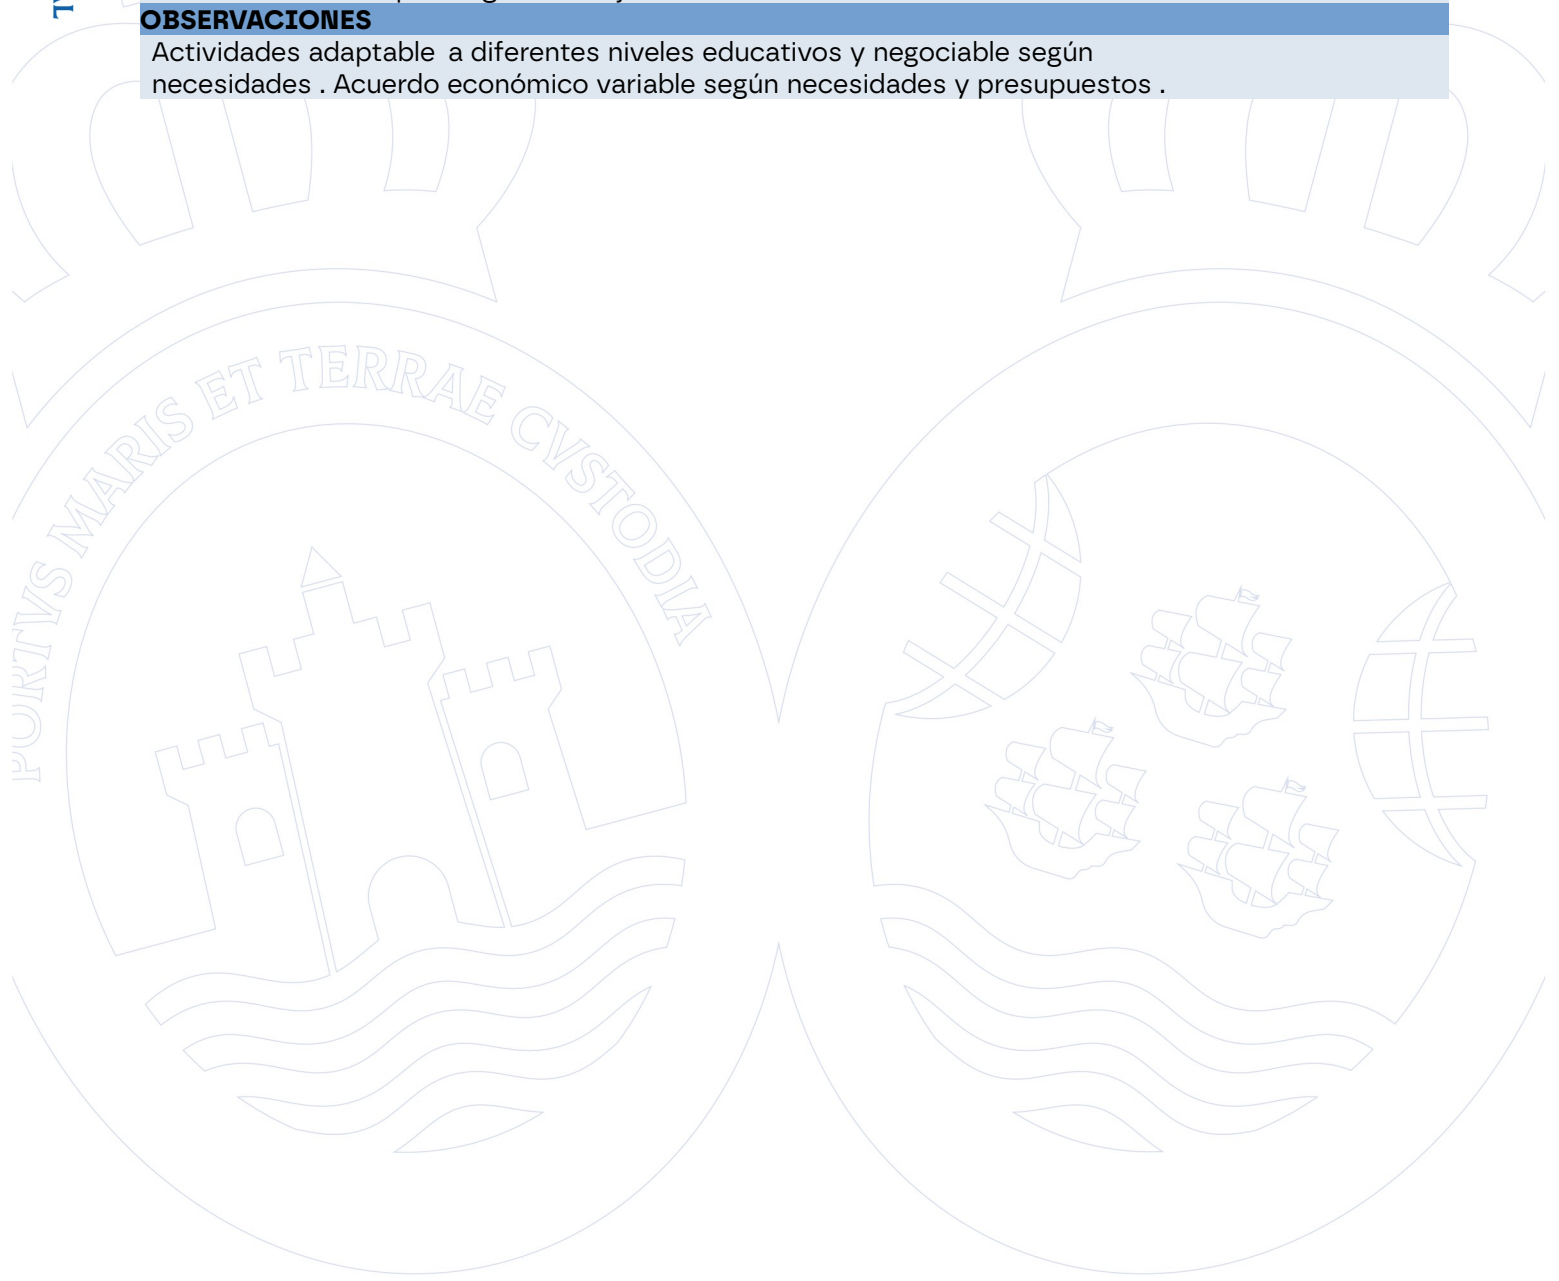 OBSERVACIONES
Actividades adaptable a diferentes niveles educativos y negociable según
necesidades . Acuerdo económico variable según necesidades y presupuestos .
PORTVS MARIS ET TERRAE CVSTODIA